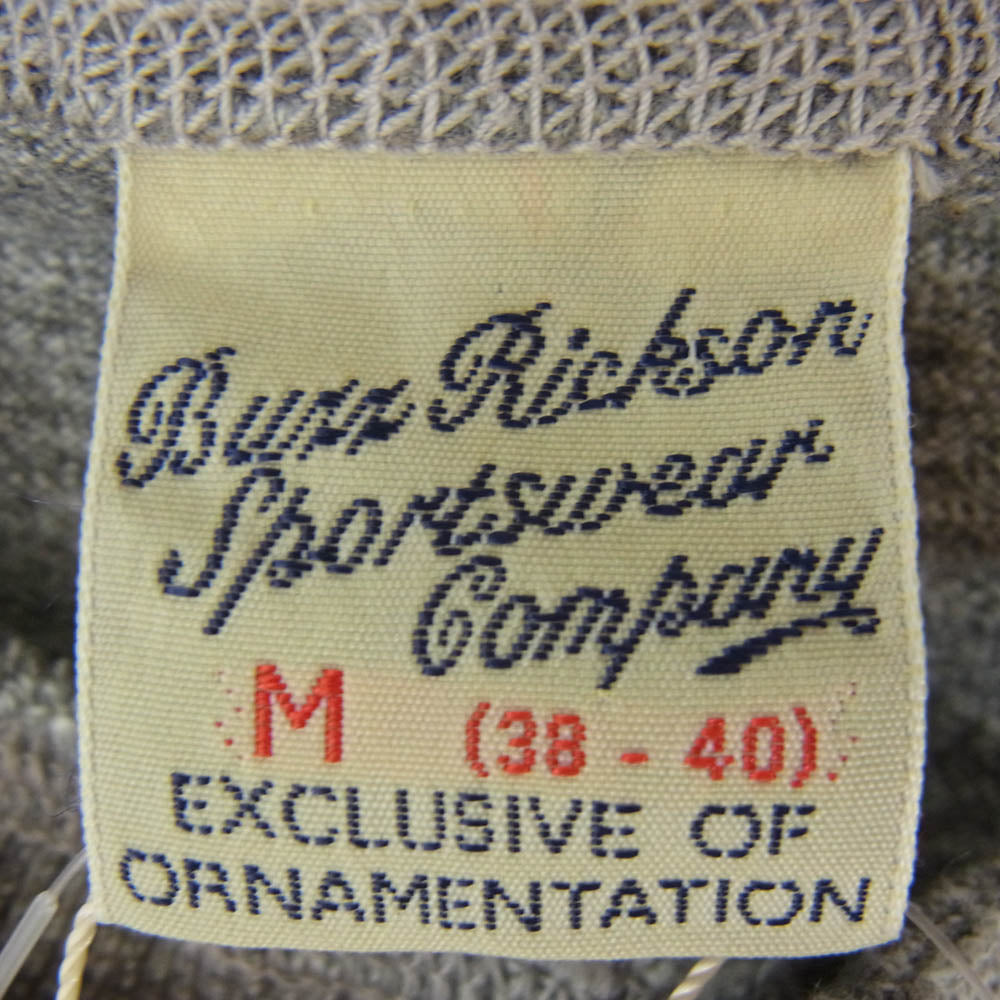 Buzz Rickson
Sportswear
Company
M (38 - 40)
EXCLUSIVE OF
ORNAMENTATION